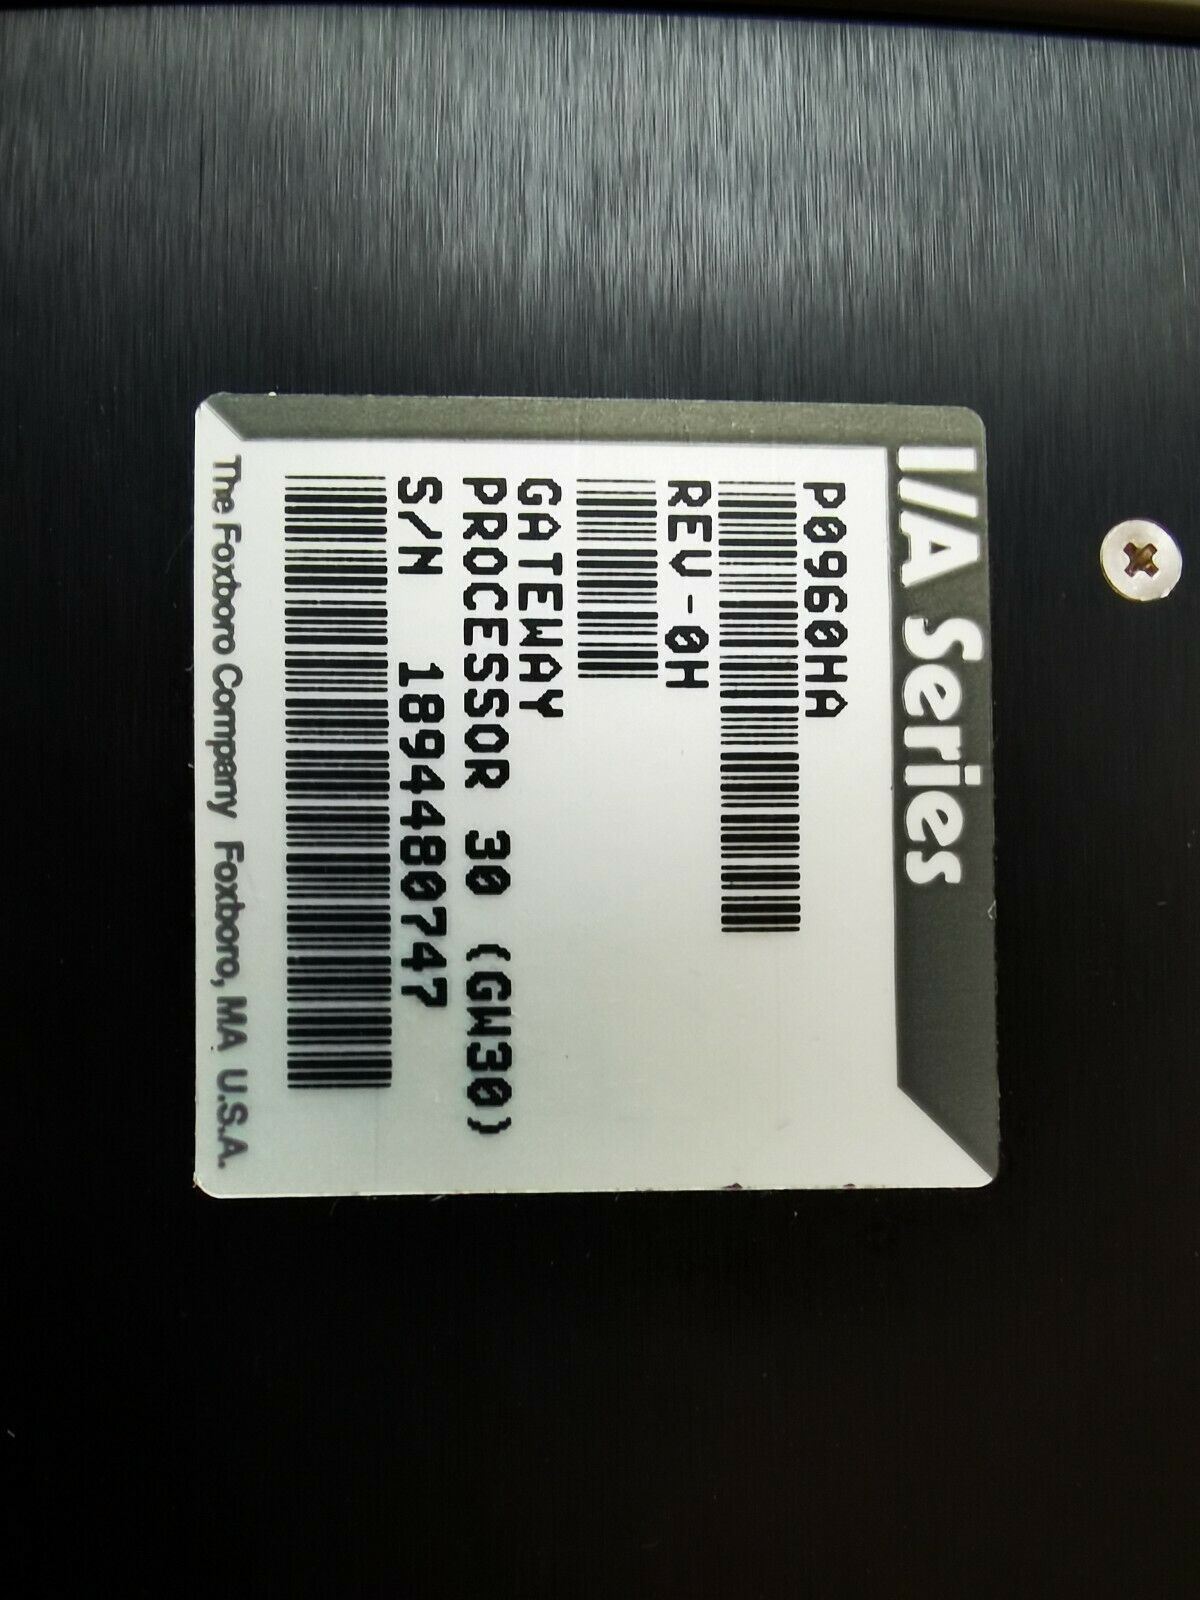 I/A Series
P0960HA
REV-0H
GATEWAY
PROCESSOR 30 (GW30)
S/N 1894480747
The Foxboro Company Foxboro, MA U.S.A.